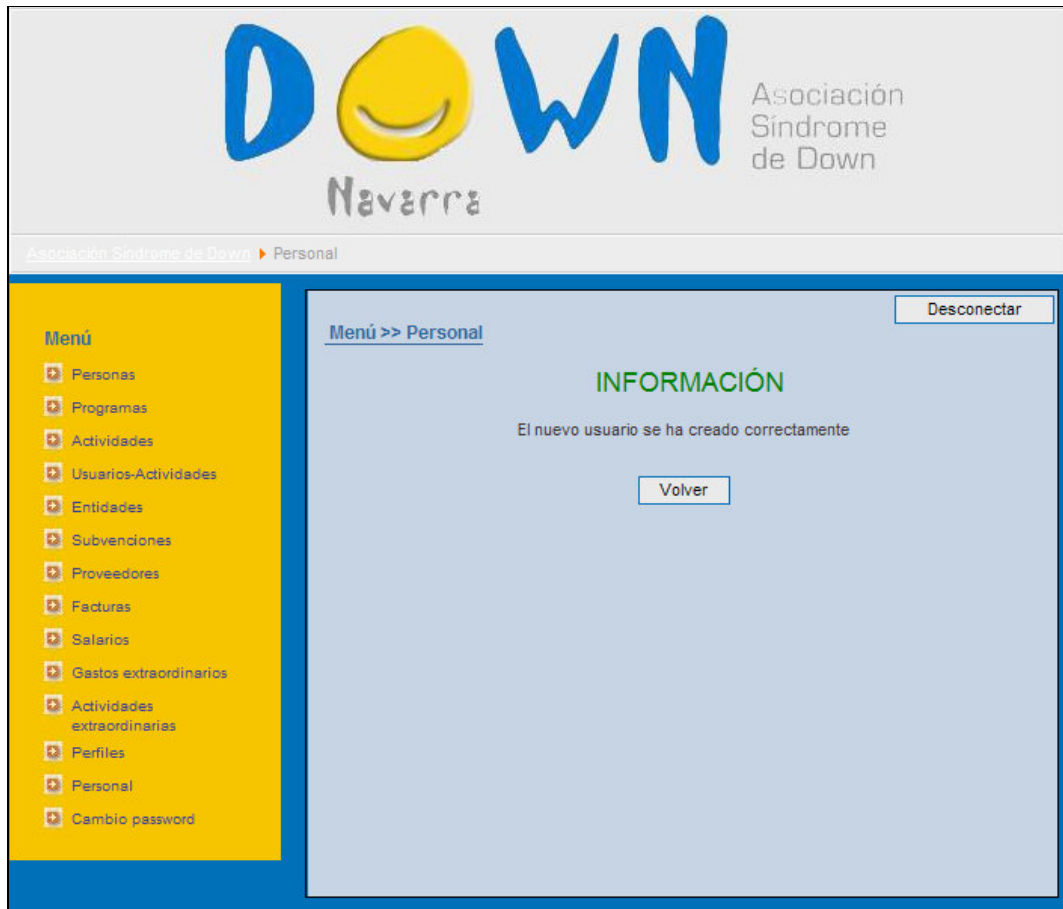 DOWN
Navarra
Asociación
Síndrome
de Down
Asociación Síndrome de Down Personal
Desconectar
Menú
Personas
Programas
Actividades
Usuarios-Actividades
Entidades
Subvenciones
Proveedores
Facturas
Salarios
Gastos extraordinarios
Actividades
extraordinarias
Perfiles
Personal
Cambio password
Menú >> Personal
INFORMACIÓN
El nuevo usuario se ha creado correctamente
Volver